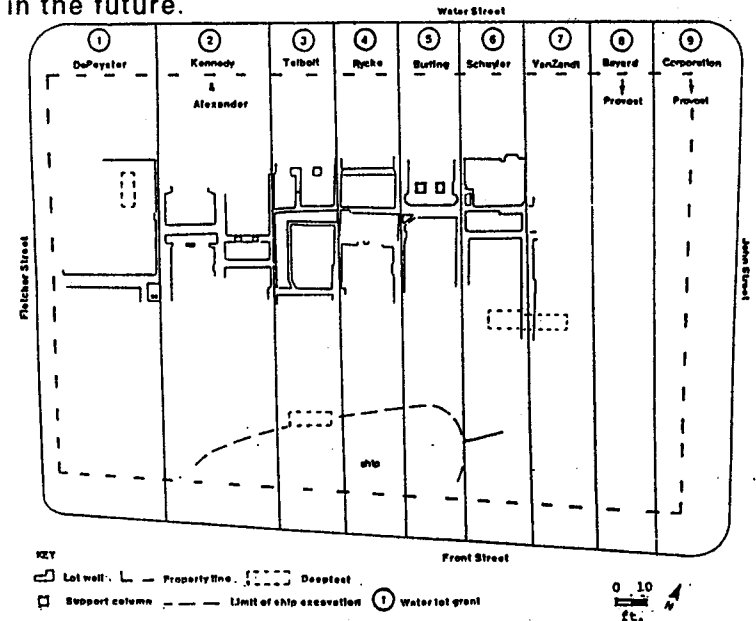 in the future.
Water Street
1 2 3 4 5 6 7 8 9
DePeyster Kennedy Talbott Rycke Burling Schuyler VanZandt Bayard Corporation
&
Alexander
Provost Provost
Fletcher Street
John Street
ship
Front Street
KEY
Lot wall Property line Deeptest
Support column Limit of ship excavation 1 Water lot grant
0 10
ft.
N